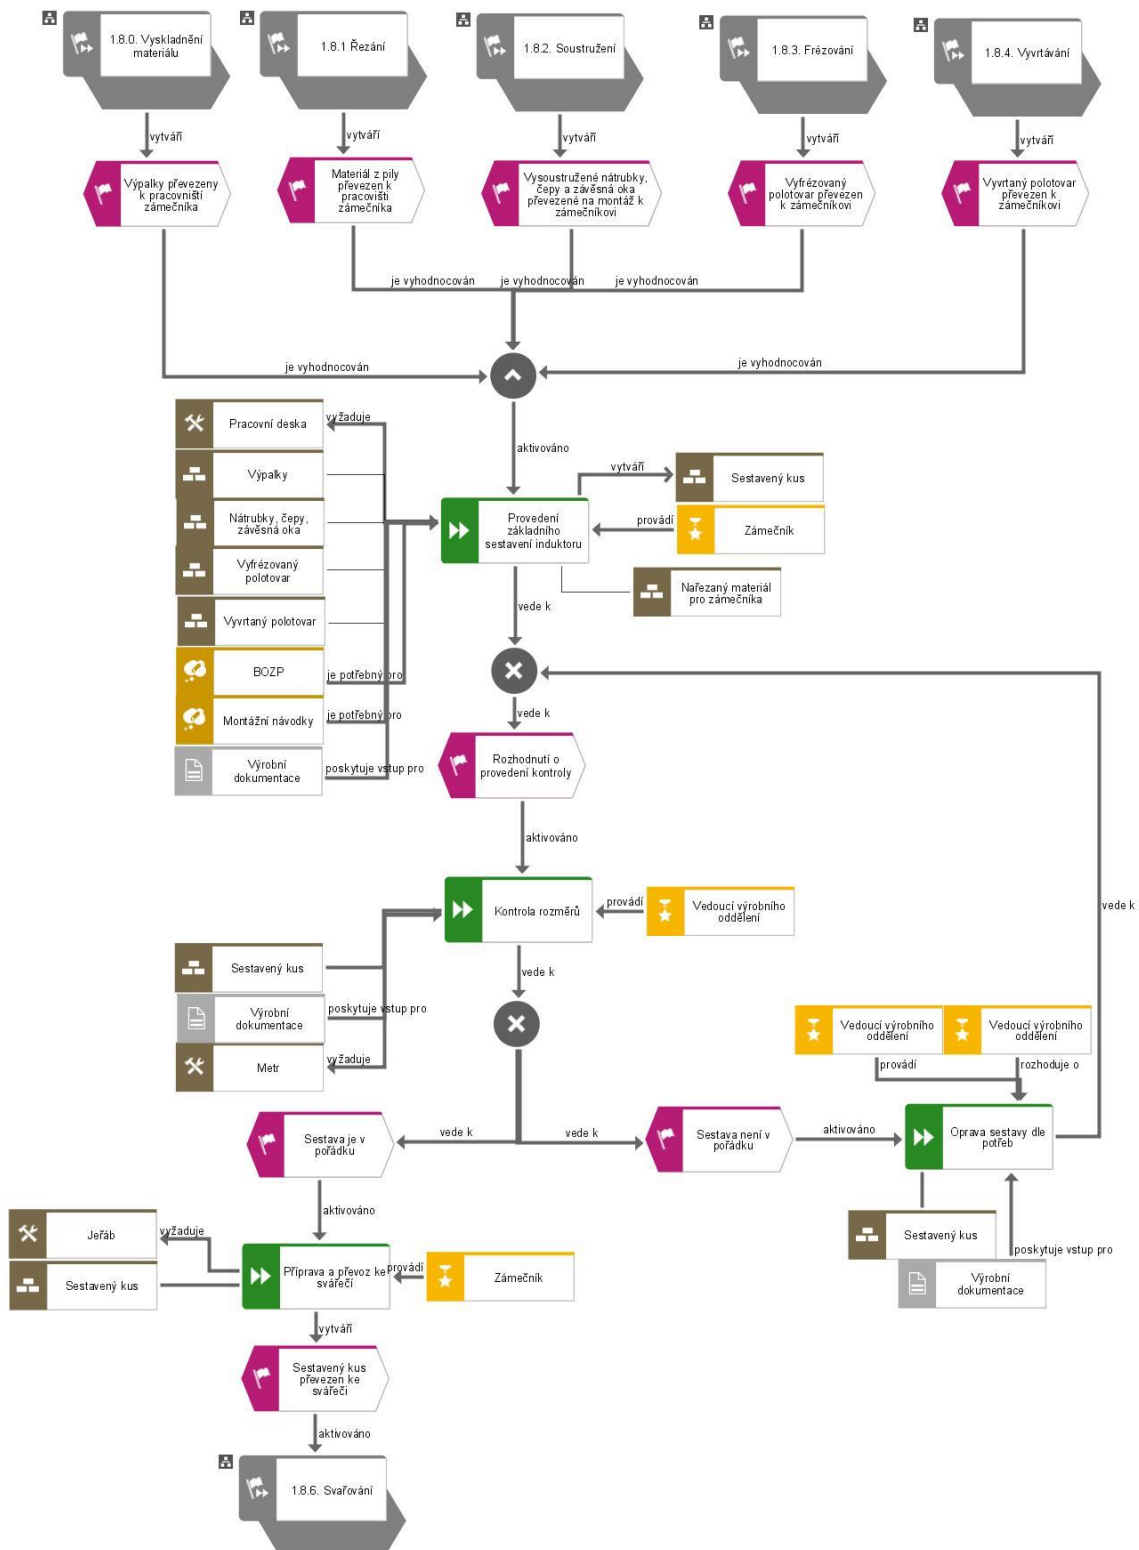 1.8.0. Vyskladnění
materiálu
1.8.1 Řezání
1.8.2. Soustružení
1.8.3. Frézování
1.8.4. Vyvrtávání
vytváří
vytváří
vytváří
vytváří
vytváří
Výpalky převezeny
k pracovništi
zámečníka
Materiál z pily
převezen k
pracovišti
zámečníka
Vysoustružené nátrubky,
čepy a závěsná oka
převezené na montáž k
zámečníkovi
Vyfrézovaný
polotovar převezen
k zámečníkovi
Vyvrtaný polotovar
převezen k
zámečníkovi
je vyhodnocován
je vyhodnocován
je vyhodnocován
je vyhodnocován
je vyhodnocován
Pracovní deska
vyžaduje
aktivováno
Výpalky
vytváří
Sestavený kus
Nátrubky, čepy,
závěsná oka
Provedení
základního
sestavení induktoru
provádí
Zámečník
Vyfrézovaný
polotovar
Nařezaný materiál
pro zámečníka
Vyvrtaný polotovar
vede k
BOZP
je potřebný pro
Montážní návodky
je potřebný pro
vede k
Výrobní
dokumentace
poskytuje vstup pro
Rozhodnutí o
provedení kontroly
aktivováno
Kontrola rozměrů
provádí
Vedoucí výrobního
oddělení
vede k
vede k
Sestavený kus
Výrobní
dokumentace
poskytuje vstup pro
Metr
vyžaduje
Vedoucí výrobního
oddělení
Vedoucí výrobního
oddělení
provádí
rozhoduje o
Sestava je v
pořádku
vede k
vede k
Sestava není v
pořádku
aktivováno
Oprava sestavy dle
potřeb
aktivováno
Jeřáb
vyžaduje
Sestavený kus
poskytuje vstup pro
Sestavený kus
Příprava a převoz ke
svářečí
provádí
Zámečník
Výrobní
dokumentace
vytváří
Sestavený kus
převezen ke
svářeči
aktivováno
1.8.6. Svařování